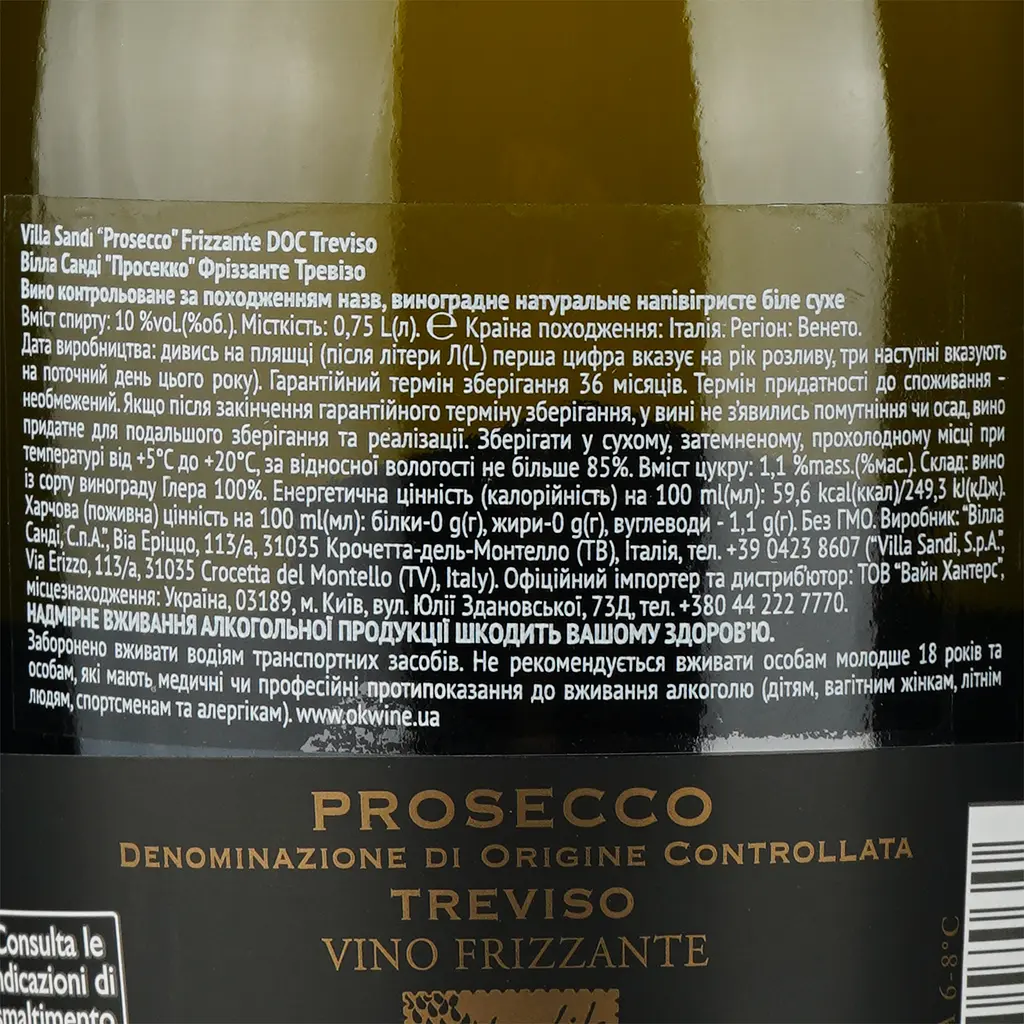 Villa Sandi "Prosecco" Frizzante DOC Treviso
Вілла Санді "Просекко" Фріззанте Тревізо
Вино контрольоване за походженням назв, виноградне натуральне напівігристе біле сухе
Вміст спирту: 10 %vol.(%об.). Місткість: 0,75 L(л). ℮ Країна походження: Італія. Регіон: Венето.
Дата виробництва: дивись на пляшці (після літери Л(L) перша цифра вказує на рік розливу, три наступні вказують
на поточний день цього року). Гарантійний термін зберігання 36 місяців. Термін придатності до споживання -
необмежений. Якщо після закінчення гарантійного терміну зберігання, у вині не з'явились помутніння чи осад, вино
придатне для подальшого зберігання та реалізації. Зберігати у сухому, затемненому, прохолодному місці при
температурі від +5°С до +20°С, за відносної вологості не більше 85%. Вміст цукру: 1,1 %mass.(%мас.). Склад: вино
із сорту винограду Глера 100%. Енергетична цінність (калорійність) на 100 ml(мл): 59,6 kcal(ккал)/249,3 kJ(кДж).
Харчова (поживна) цінність на 100 ml(мл): білки-0 g(г), жири-0 g(г), вуглеводи - 1,1 g(г). Без ГМО. Виробник: "Вілла
Санді, С.п.А.", Віа Еріццо, 113/а, 31035 Крочетта-дель-Монтелло (ТВ), Італія, тел. +39 0423 8607 ("Villa Sandi, S.p.A.",
Via Erizzo, 113/a, 31035 Crocetta del Montello (TV), Italy). Офіційний імпортер та дистриб'ютор: ТОВ "Вайн Хантерс",
місцезнаходження: Україна, 03189, м. Київ, вул. Юлії Здановської, 73Д, тел. +380 44 222 7770.
НАДМІРНЕ ВЖИВАННЯ АЛКОГОЛЬНОЇ ПРОДУКЦІЇ ШКОДИТЬ ВАШОМУ ЗДОРОВ'Ю.
Заборонено вживати водіям транспортних засобів. Не рекомендується вживати особам молодше 18 років та
особам, які мають медичні чи професійні протипоказання до вживання алкоголю (дітям, вагітним жінкам, літнім
людям, спортсменам та алергікам). www.okwine.ua
PROSECCO
DENOMINAZIONE DI ORIGINE CONTROLLATA
TREVISO
VINO FRIZZANTE
Consulta le
ndicazioni di
smaltimento
6-8°C